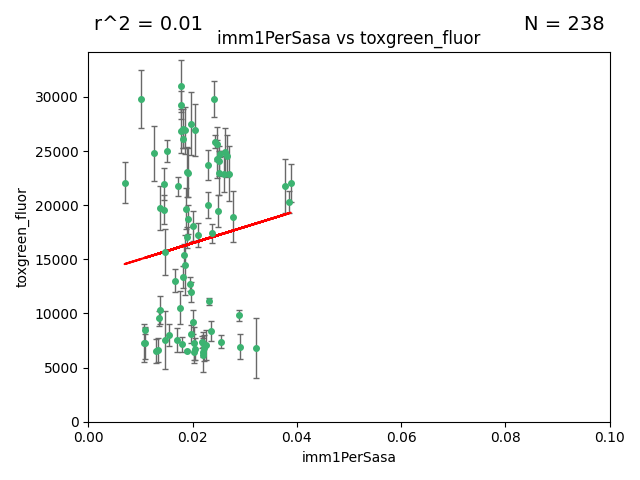 r^2 = 0.01
N = 238
imm1PerSasa vs toxgreen_fluor
30000
25000
20000
15000
10000
5000
0
toxgreen_fluor
0.00
0.02
0.04
0.06
0.08
0.10
imm1PerSasa